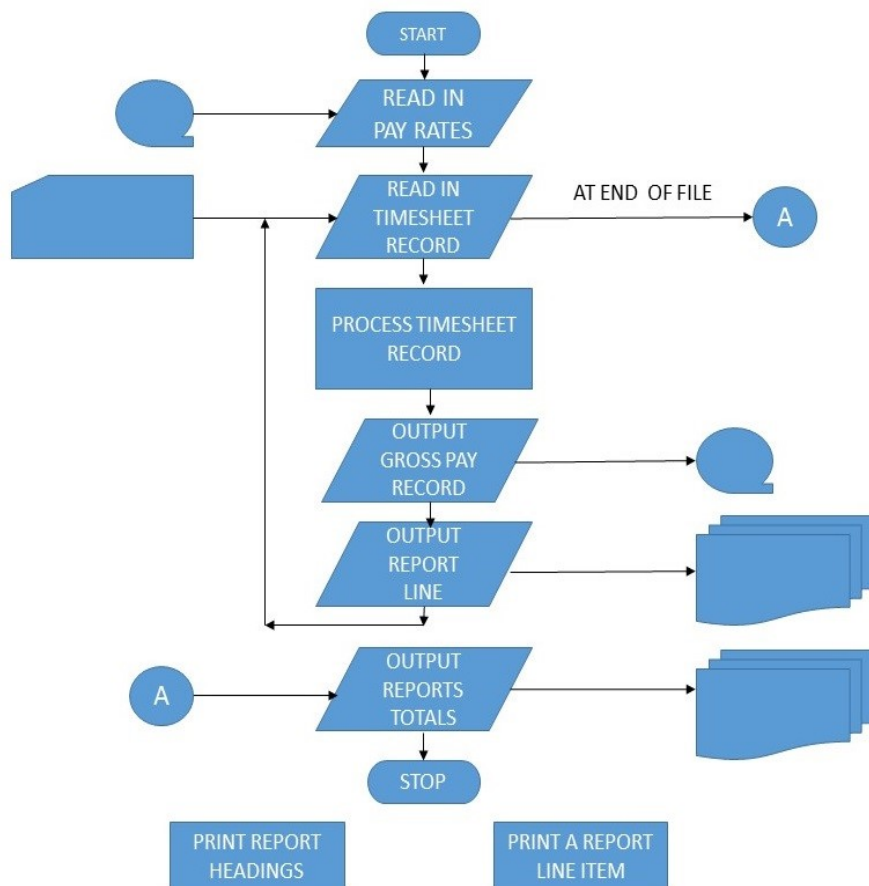 START
READ IN
PAY RATES
READ IN
TIMESHEET
RECORD
AT END OF FILE
A
PROCESS TIMESHEET
RECORD
OUTPUT
GROSS PAY
RECORD
OUTPUT
REPORT
LINE
A
OUTPUT
REPORTS
TOTALS
STOP
PRINT REPORT
HEADINGS
PRINT A REPORT
LINE ITEM